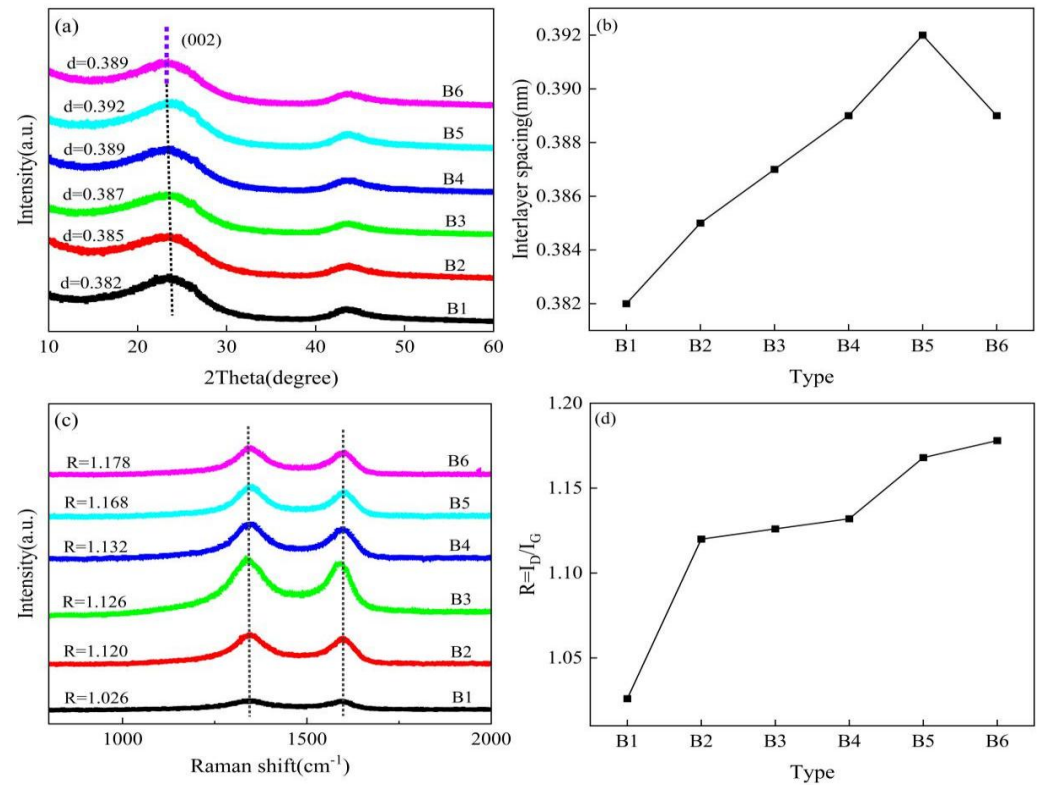 (a)
(002)
d=0.389
B6
d=0.392
B5
d=0.389
B4
d=0.387
B3
d=0.385
B2
d=0.382
B1
Intensity(a.u.)
10 20 30 40 50 60
2Theta(degree)
(b)
0.392
0.390
0.388
0.386
0.384
0.382
Interlayer spacing(nm)
B1 B2 B3 B4 B5 B6
Type
(c)
R=1.178
B6
R=1.168
B5
R=1.132
B4
R=1.126
B3
R=1.120
B2
R=1.026
B1
Intensity(a.u.)
1000 1500 2000
Raman shift(cm⁻¹)
(d)
1.20
1.15
1.10
1.05
R=I_D/I_G
B1 B2 B3 B4 B5 B6
Type